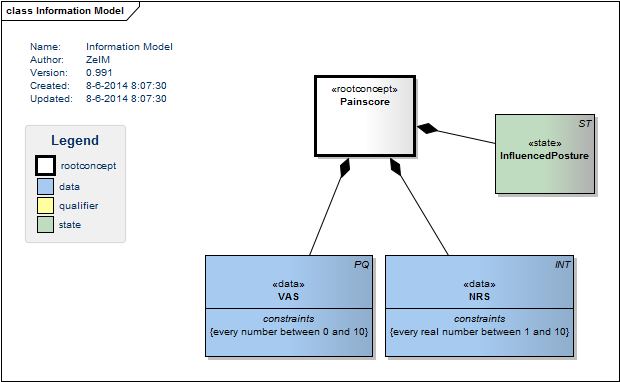 class Information Model
Name: Information Model
Author: ZeIM
Version: 0.991
Created: 8-6-2014 8:07:30
Updated: 8-6-2014 8:07:30
Legend
rootconcept
data
qualifier
state
«rootconcept»
Painscore
ST
«state»
InfluencedPosture
PQ
«data»
VAS
constraints
{every number between 0 and 10}
INT
«data»
NRS
constraints
{every real number between 1 and 10}